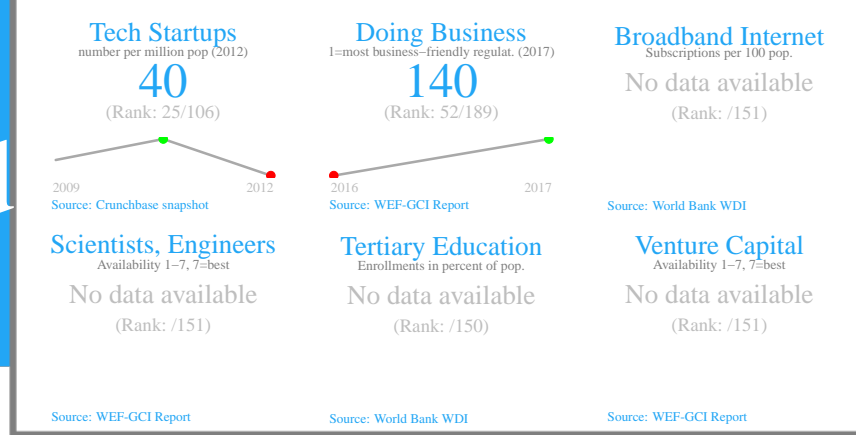 Tech Startups
number per million pop (2012)
40
(Rank: 25/106)
2009 2012
Source: Crunchbase snapshot
Doing Business
1=most business−friendly regulat. (2017)
140
(Rank: 52/189)
2016 2017
Source: WEF-GCI Report
Broadband Internet
Subscriptions per 100 pop.
No data available
(Rank: /151)
Source: World Bank WDI
Scientists, Engineers
Availability 1−7, 7=best
No data available
(Rank: /151)
Source: WEF-GCI Report
Tertiary Education
Enrollments in percent of pop.
No data available
(Rank: /150)
Source: World Bank WDI
Venture Capital
Availability 1−7, 7=best
No data available
(Rank: /151)
Source: WEF-GCI Report